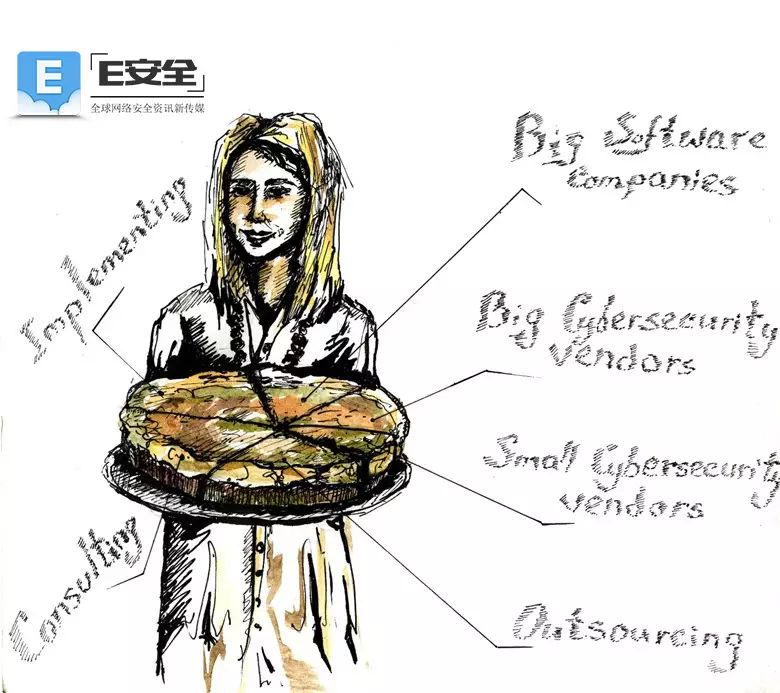 E
E安全
全球网络安全资讯新传媒
Big Software
Companies
Implementing
Big Cybersecurity
vendors
Small Cybersecurity
vendors
Consulting
Outsourcing